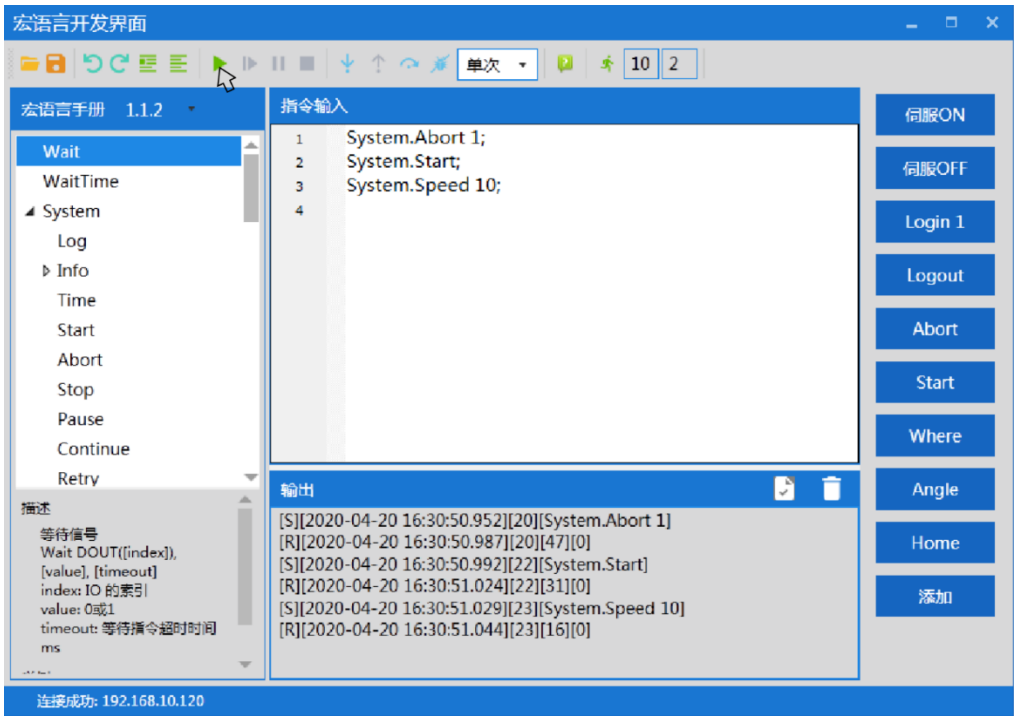 宏语言开发界面
单次
10
2
宏语言手册 1.1.2
Wait
WaitTime
System
Log
Info
Time
Start
Abort
Stop
Pause
Continue
Retry
描述
等待信号
Wait DOUT([index]),
[value], [timeout]
index: IO 的索引
value: 0或1
timeout: 等待指令超时时间
ms
指令输入
1 System.Abort 1;
2 System.Start;
3 System.Speed 10;
4
输出
[S][2020-04-20 16:30:50.952][20][System.Abort 1]
[R][2020-04-20 16:30:50.987][20][47][0]
[S][2020-04-20 16:30:50.992][22][System.Start]
[R][2020-04-20 16:30:51.024][22][31][0]
[S][2020-04-20 16:30:51.029][23][System.Speed 10]
[R][2020-04-20 16:30:51.044][23][16][0]
伺服ON
伺服OFF
Login 1
Logout
Abort
Start
Where
Angle
Home
添加
连接成功: 192.168.10.120